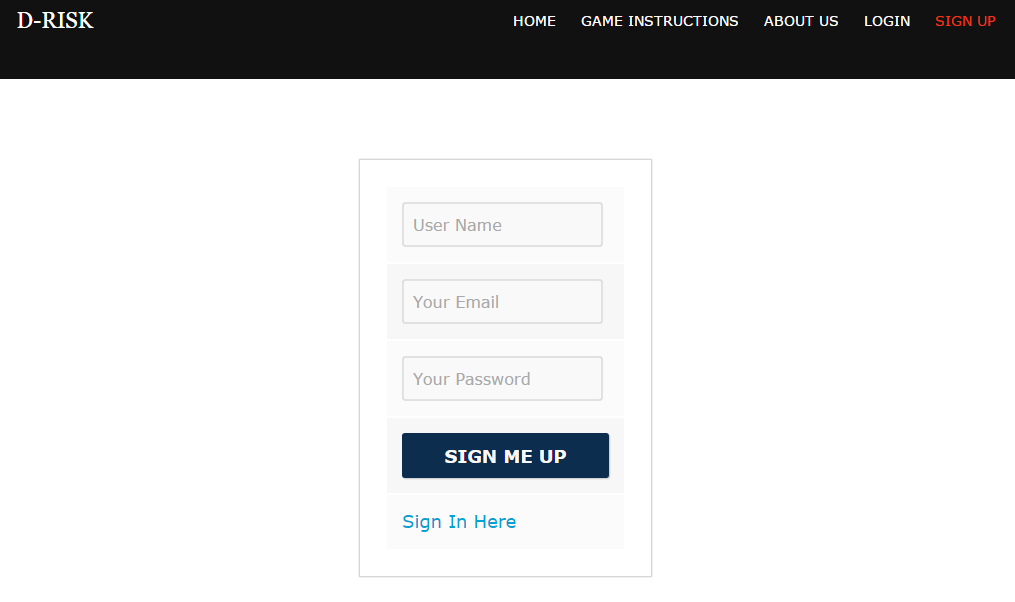 D-RISK HOME GAME INSTRUCTIONS ABOUT US LOGIN SIGN UP
User Name
Your Email
Your Password
SIGN ME UP
Sign In Here